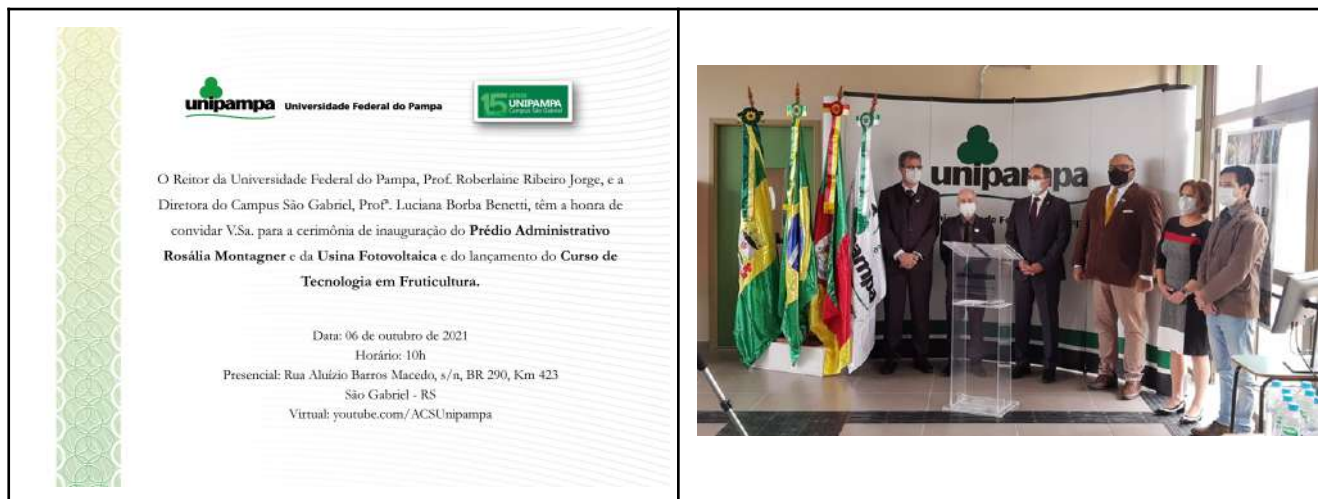 unipampa Universidade Federal do Pampa
15 UNIPAMPA
Campus São Gabriel
O Reitor da Universidade Federal do Pampa, Prof. Roberlaine Ribeiro Jorge, e a
Diretora do Campus São Gabriel, Profª. Luciana Borba Benetti, têm a honra de
convidar V.Sa. para a cerimônia de inauguração do Prédio Administrativo
Rosália Montagner e da Usina Fotovoltaica e do lançamento do Curso de
Tecnologia em Fruticultura.
Data: 06 de outubro de 2021
Horário: 10h
Presencial: Rua Aluízio Barros Macedo, s/n, BR 290, Km 423
São Gabriel - RS
Virtual: youtube.com/ACSUnipampa
unipampa